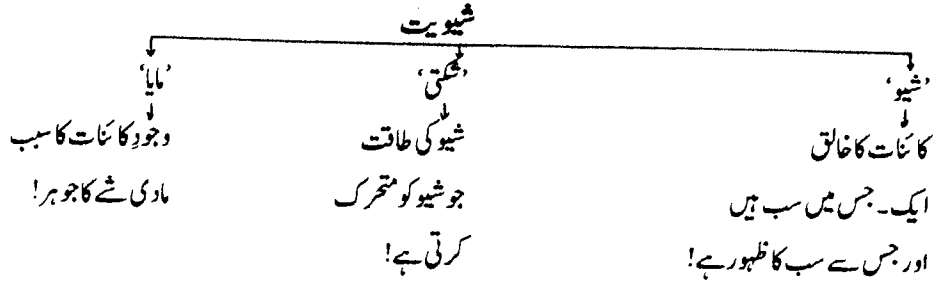 شیویت
'شیو'
'شکتی'
'مایا'
کائنات کا خالق
شیو کی طاقت
وجودِ کائنات کا سبب
ایک۔ جس میں سب ہیں
جو شیو کو متحرک
مادی شے کا جوہر!
اور جس سے سب کا ظہور ہے!
کرتی ہے!